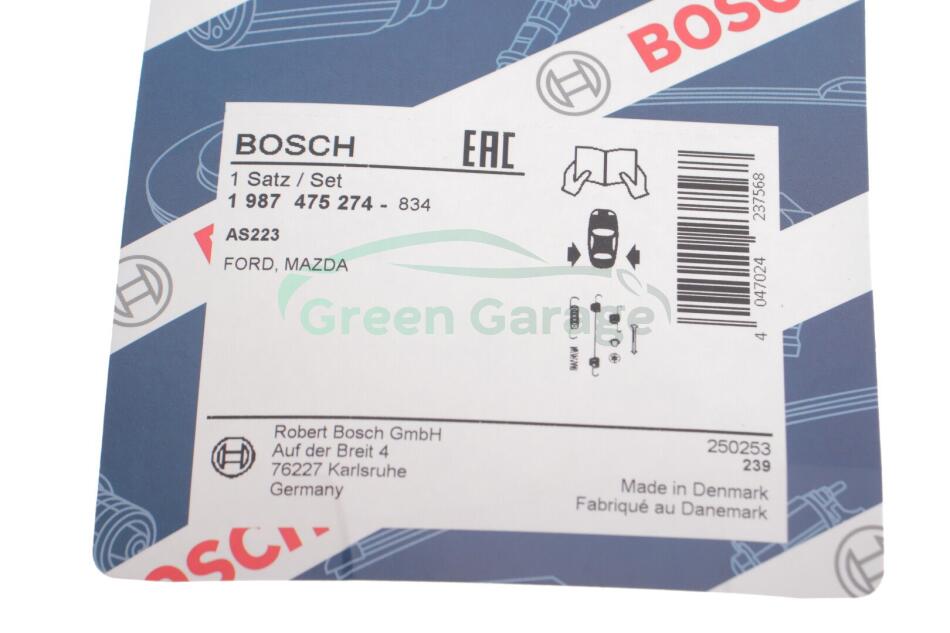 BOSCH
BOSCH
EAC
1 Satz / Set
1 987 475 274 - 834
AS223
FORD, MAZDA
Green Garage
4 047024 237568
Robert Bosch GmbH
Auf der Breit 4
76227 Karlsruhe
Germany
250253
239
Made in Denmark
Fabriqué au Danemark
BOSCH